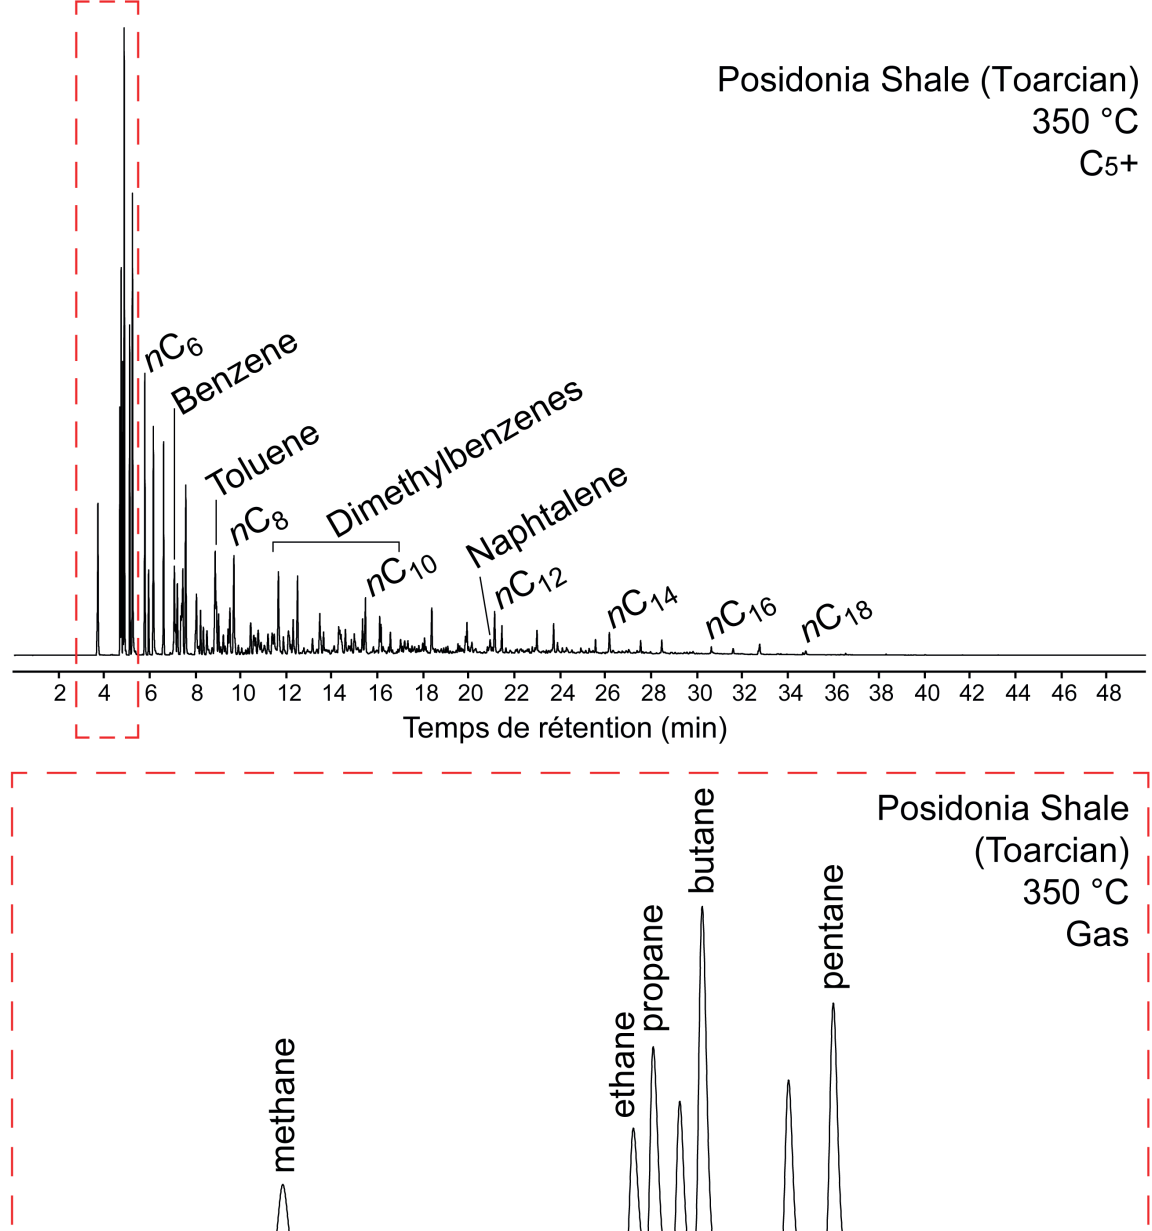 Posidonia Shale (Toarcian)
350 °C
C5+
nC6
Benzene
Toluene
nC8
Dimethylbenzenes
nC10
Naphtalene
nC12
nC14
nC16
nC18
2 4 6 8 10 12 14 16 18 20 22 24 26 28 30 32 34 36 38 40 42 44 46 48
Temps de rétention (min)
Posidonia Shale
(Toarcian)
350 °C
Gas
methane
ethane
propane
butane
pentane